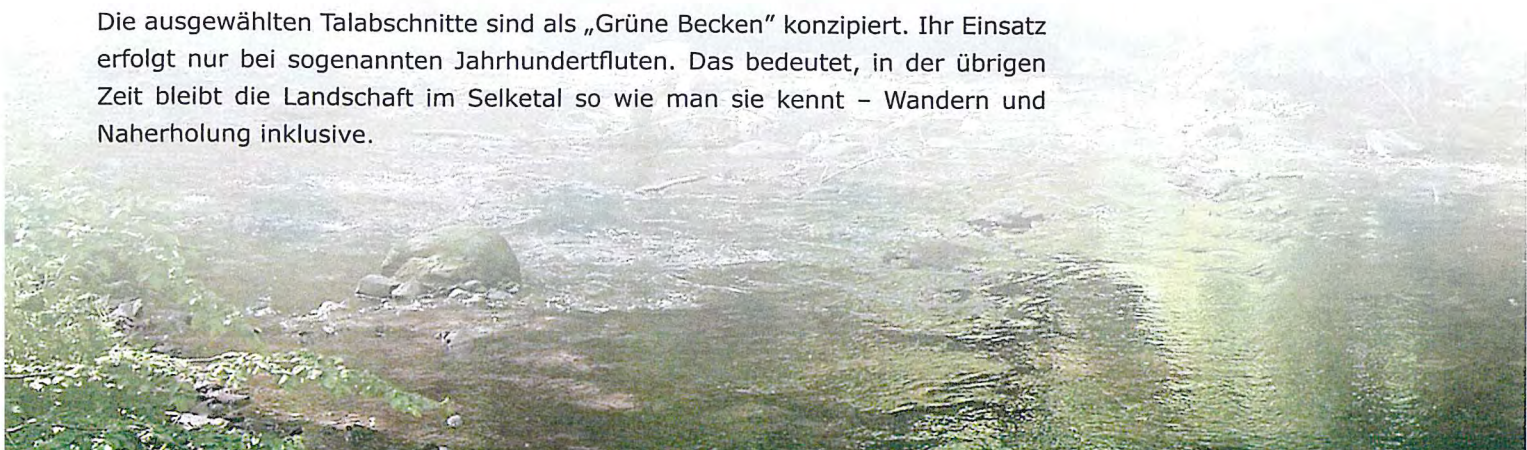 Die ausgewählten Talabschnitte sind als „Grüne Becken" konzipiert. Ihr Einsatz
erfolgt nur bei sogenannten Jahrhundertfluten. Das bedeutet, in der übrigen
Zeit bleibt die Landschaft im Selketal so wie man sie kennt – Wandern und
Naherholung inklusive.